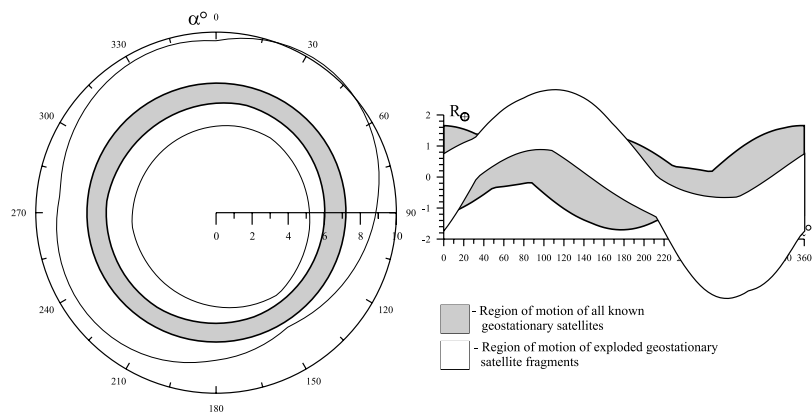 α° 0
330 30
300 60
270 90
0 2 4 6 8 10
240 120
210 150
180
R⊕
2
1
0
-1
-2
0 20 40 60 80 100 120 140 160 180 200 220 0 360
°
- Region of motion of all known
geostationary satellites
- Region of motion of exploded geostationary
satellite fragments